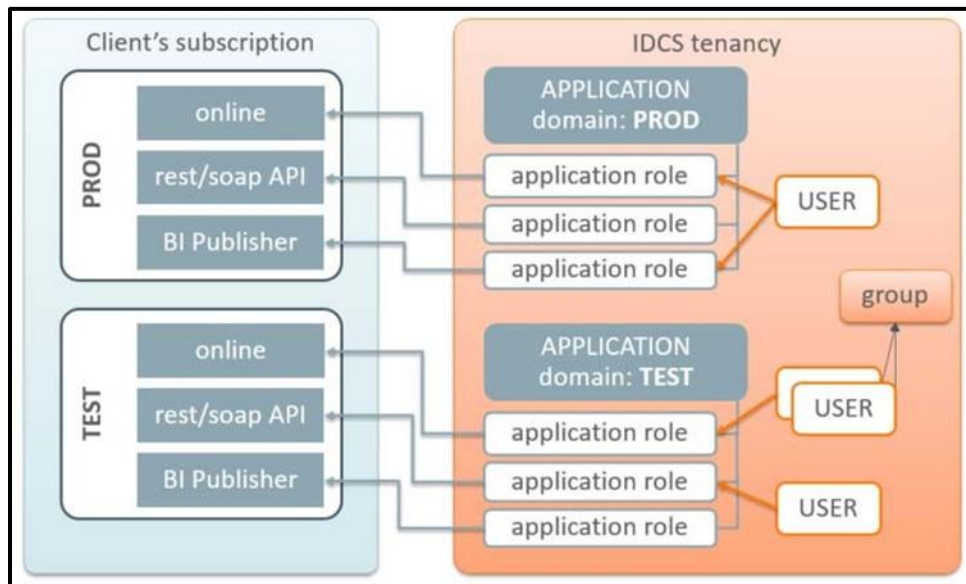 Client's subscription
PROD
online
rest/soap API
BI Publisher
TEST
online
rest/soap API
BI Publisher
IDCS tenancy
APPLICATION
domain: PROD
application role
application role
application role
USER
group
APPLICATION
domain: TEST
application role
application role
application role
USER
USER